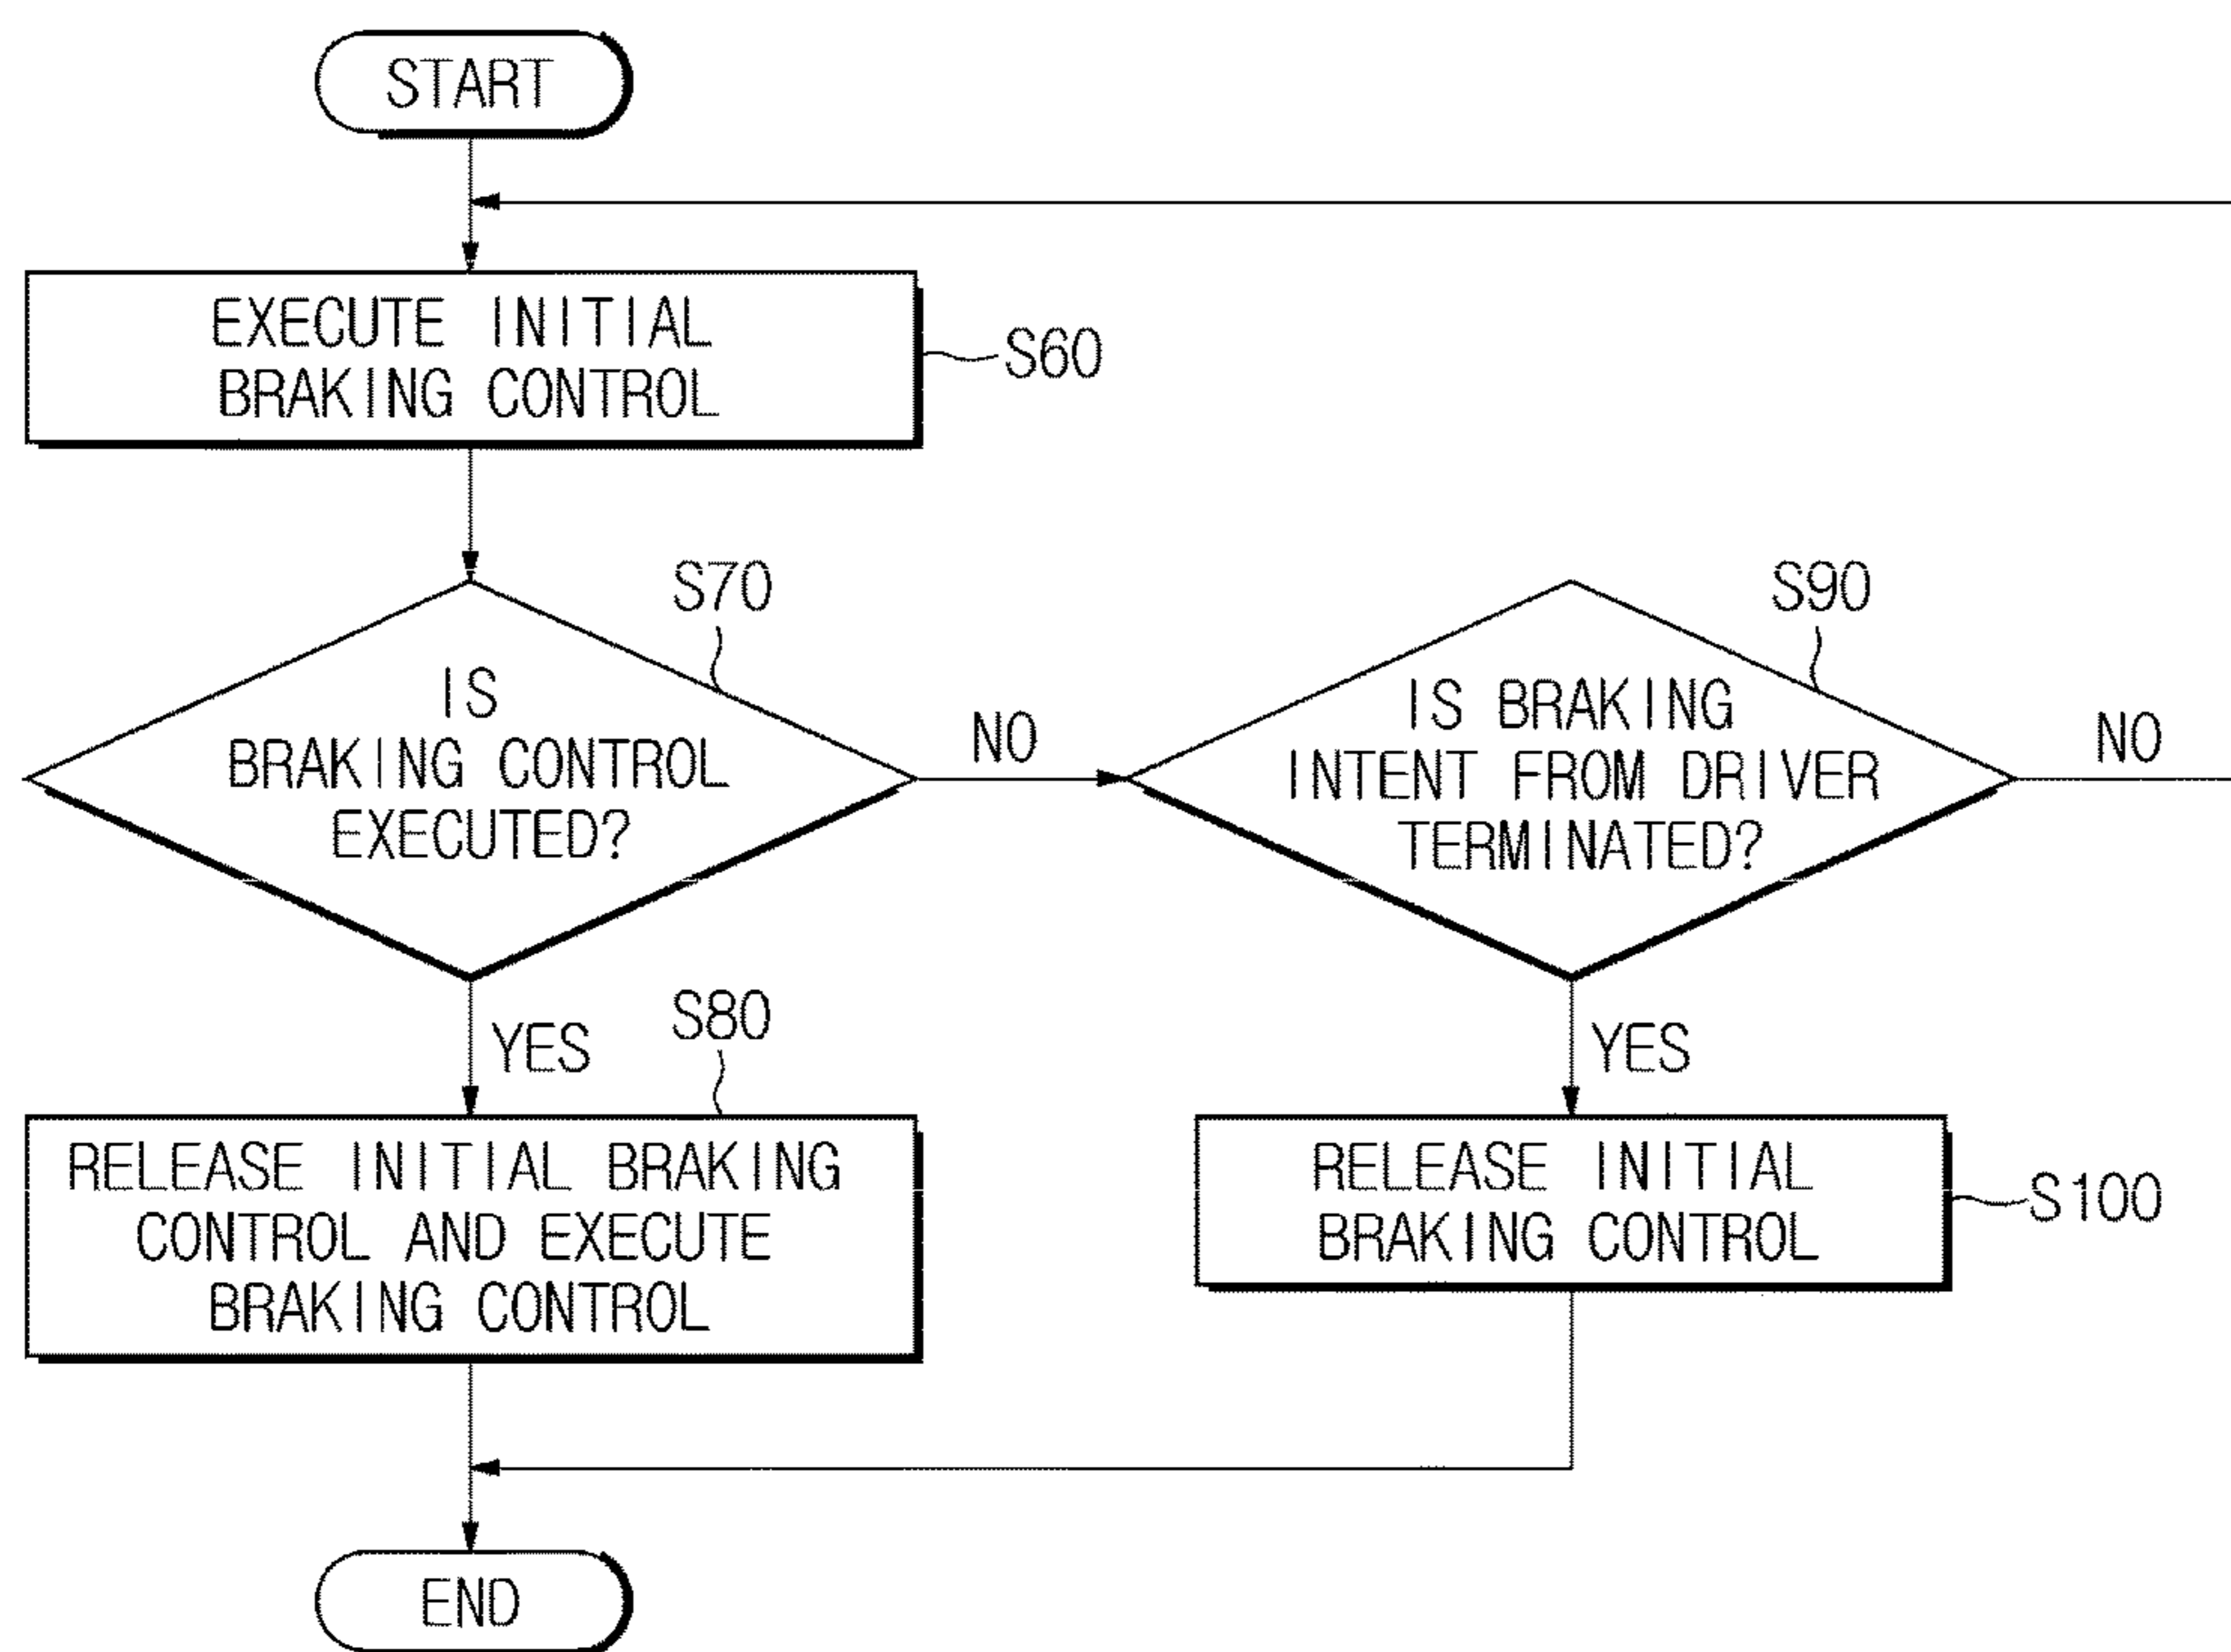 START
EXECUTE INITIAL
BRAKING CONTROL
S60
S70
IS
BRAKING CONTROL
EXECUTED?
NO
S90
IS BRAKING
INTENT FROM DRIVER
TERMINATED?
NO
YES
S80
RELEASE INITIAL BRAKING
CONTROL AND EXECUTE
BRAKING CONTROL
YES
RELEASE INITIAL
BRAKING CONTROL
S100
END